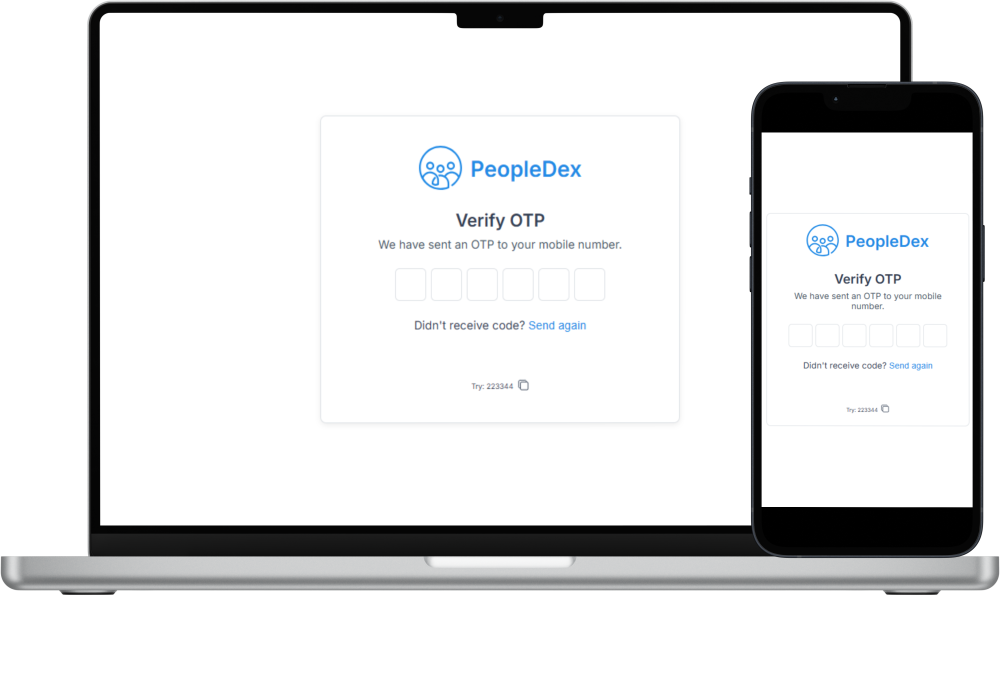 PeopleDex
Verify OTP
We have sent an OTP to your mobile number.
Didn't receive code? Send again
Try: 223344
PeopleDex
Verify OTP
We have sent an OTP to your mobile
number.
Didn't receive code? Send again
Try: 223344